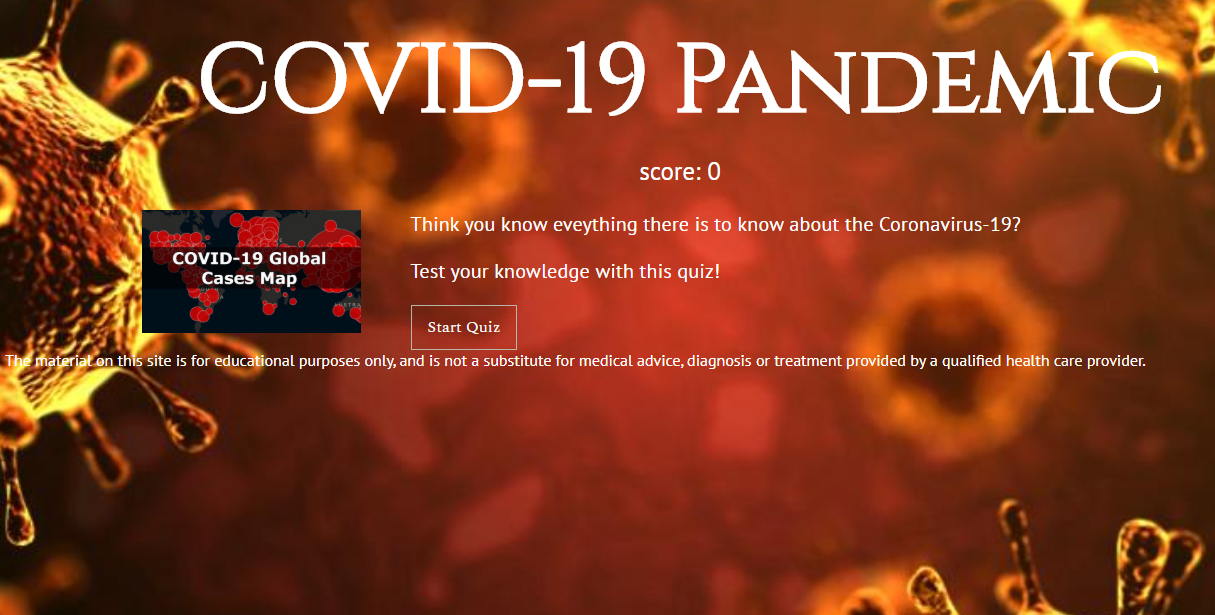 COVID-19 Pandemic
score: 0
COVID-19 Global
Cases Map
Think you know eveything there is to know about the Coronavirus-19?
Test your knowledge with this quiz!
Start Quiz
The material on this site is for educational purposes only, and is not a substitute for medical advice, diagnosis or treatment provided by a qualified health care provider.